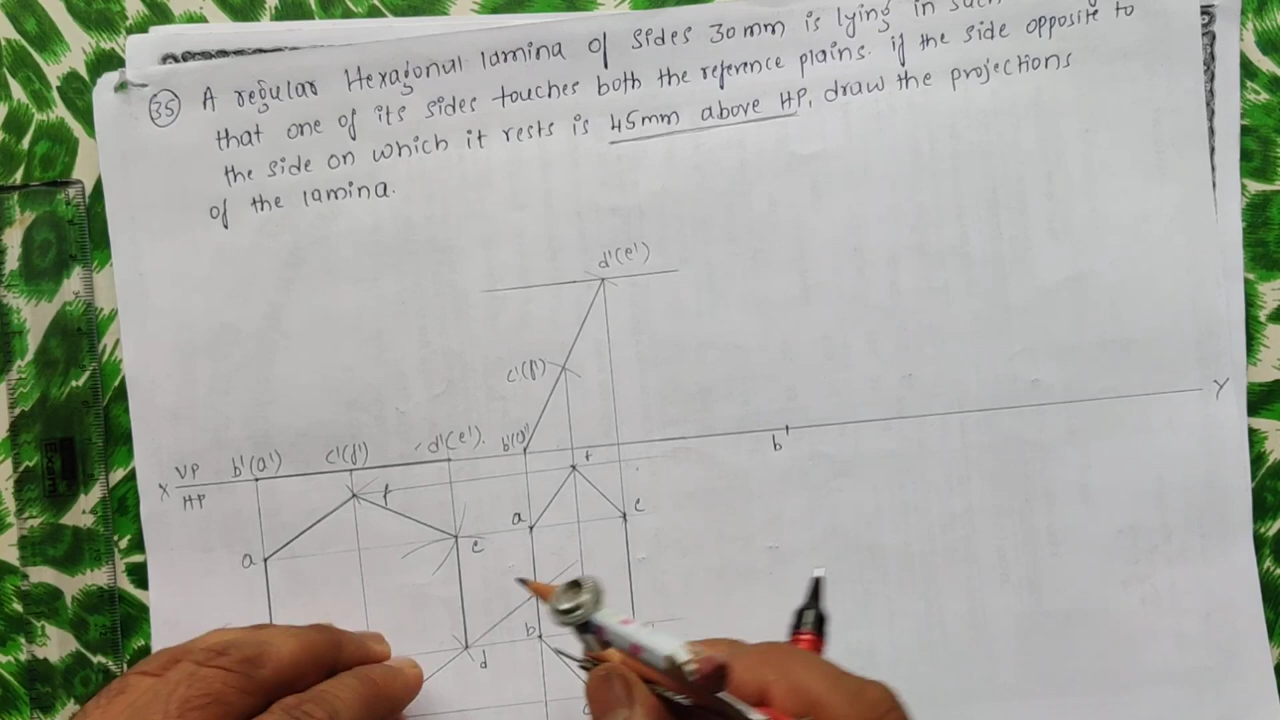 35 A regular Hexagonal lamina of sides 30mm is lying in such
that one of its sides touches both the reference plains. if the side opposite to
the side on which it rests is 45mm above HP, draw the projections
of the lamina.
d'(e')
c'(f')
X VP b'(a') c'(f') d'(e'). b'(a') Y
HP
b
f f
a e a e
b
d